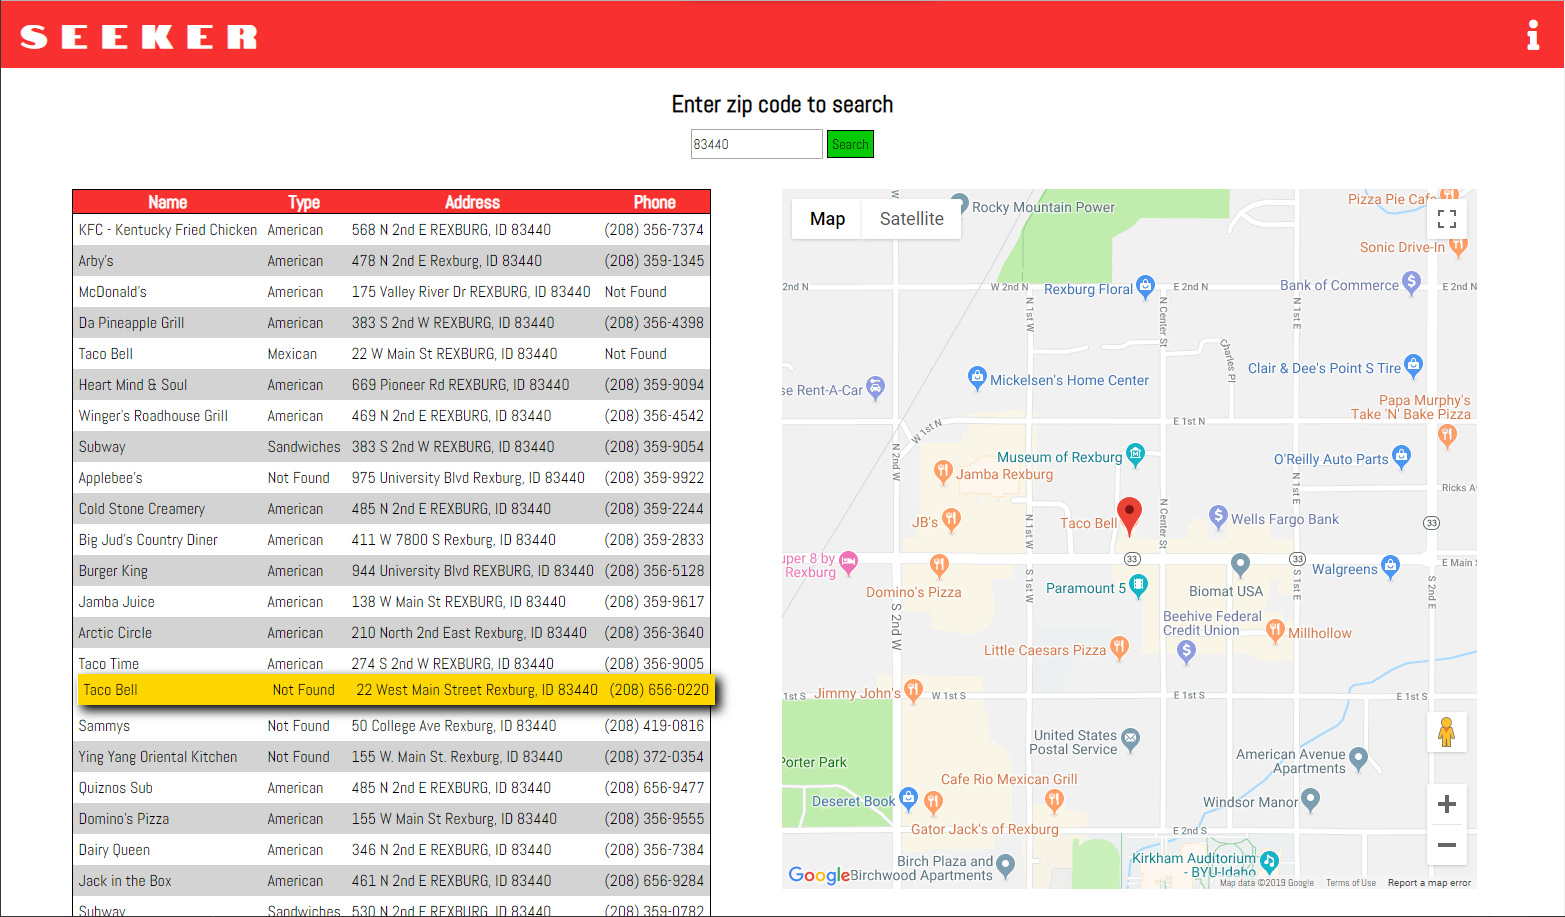 SEEKER
i
Enter zip code to search
83440 Search
Name Type Address Phone
KFC - Kentucky Fried Chicken American 568 N 2nd E REXBURG, ID 83440 (208) 356-7374
Arby's American 478 N 2nd E Rexburg, ID 83440 (208) 359-1345
McDonald's American 175 Valley River Dr REXBURG, ID 83440 Not Found
Da Pineapple Grill American 383 S 2nd W REXBURG, ID 83440 (208) 356-4398
Taco Bell Mexican 22 W Main St REXBURG, ID 83440 Not Found
Heart Mind & Soul American 669 Pioneer Rd REXBURG, ID 83440 (208) 359-9094
Winger's Roadhouse Grill American 469 N 2nd E REXBURG, ID 83440 (208) 356-4542
Subway Sandwiches 383 S 2nd W REXBURG, ID 83440 (208) 359-9054
Applebee's Not Found 975 University Blvd Rexburg, ID 83440 (208) 359-9922
Cold Stone Creamery American 485 N 2nd E REXBURG, ID 83440 (208) 359-2244
Big Jud's Country Diner American 411 W 7800 S Rexburg, ID 83440 (208) 359-2833
Burger King American 944 University Blvd REXBURG, ID 83440 (208) 356-5128
Jamba Juice American 138 W Main St REXBURG, ID 83440 (208) 359-9617
Arctic Circle American 210 North 2nd East Rexburg, ID 83440 (208) 356-3640
Taco Time American 274 S 2nd W REXBURG, ID 83440 (208) 356-9005
Taco Bell Not Found 22 West Main Street Rexburg, ID 83440 (208) 656-0220
Sammys Not Found 50 College Ave Rexburg, ID 83440 (208) 419-0816
Ying Yang Oriental Kitchen Not Found 155 W. Main St. Rexburg, ID 83440 (208) 372-0354
Quiznos Sub American 485 N 2nd E REXBURG, ID 83440 (208) 656-9477
Domino's Pizza American 155 W Main St Rexburg, ID 83440 (208) 356-9555
Dairy Queen American 346 N 2nd E REXBURG, ID 83440 (208) 356-7384
Jack in the Box American 461 N 2nd E REXBURG, ID 83440 (208) 656-9284
Subway Sandwiches 530 N 2nd E REXBURG, ID 83440 (208) 359-0782
Map Satellite
Rocky Mountain Power
Pizza Pie Cafe
Sonic Drive-In
2nd N
W 2nd N
Rexburg Floral
E 2nd N
Bank of Commerce
E 2nd N
N 1st W
N Center St
N 1st E
Charles Pl
Clair & Dee's Point S Tire
se Rent-A-Car
Mickelsen's Home Center
Papa Murphy's
Take 'N' Bake Pizza
W 1st N
E 1st N
N 2nd W
Museum of Rexburg
O'Reilly Auto Parts
Jamba Rexburg
N 1st E
Ricks A
JB's
N 1st W
Taco Bell
N Center St
Wells Fargo Bank
33
uper 8 by
Rexburg
33
33
E Main S
Walgreens
Domino's Pizza
S 1st W
Paramount 5
Biomat USA
S 1st E
S 2nd E
S 2nd W
Beehive Federal
Credit Union
Millhollow
Little Caesars Pizza
Jimmy John's
1st S
W 1st S
E 1st S
E 1st S
United States
Postal Service
Porter Park
American Avenue
Apartments
Cafe Rio Mexican Grill
Deseret Book
Windsor Manor
Gator Jack's of Rexburg
E 2nd S
Birch Plaza and
Birchwood Apartments
Kirkham Auditorium
- BYU-Idaho
Google
Map data ©2019 Google Terms of Use Report a map error